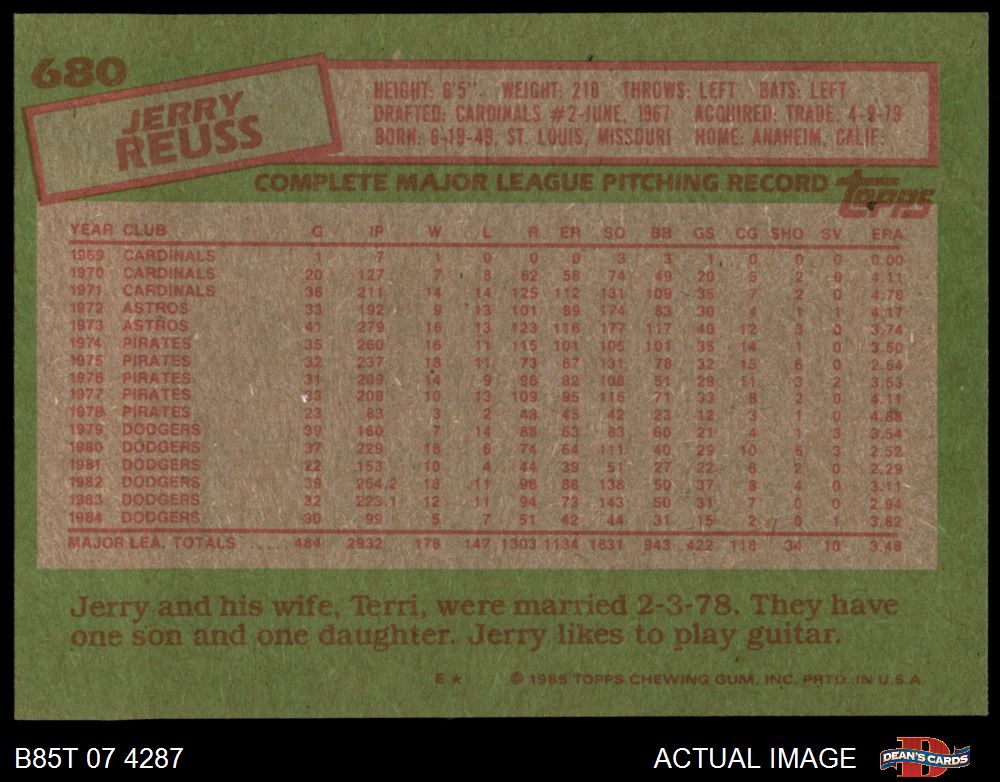 680
JERRY
REUSS
HEIGHT: 6'5" WEIGHT: 210 THROWS: LEFT BATS: LEFT
DRAFTED: CARDINALS #2-JUNE, 1967 ACQUIRED: TRADE, 4-9-79
BORN: 6-19-49, ST. LOUIS, MISSOURI HOME: ANAHEIM, CALIF.
COMPLETE MAJOR LEAGUE PITCHING RECORD TOPPS
YEAR CLUB G IP W L R ER SO BB GS CG SHO SV ERA
1969 CARDINALS 1 7 1 0 0 0 3 3 1 0 0 0 0.00
1970 CARDINALS 20 127 7 8 62 58 74 49 20 5 2 0 4.11
1971 CARDINALS 36 211 14 14 125 112 131 109 35 7 2 0 4.78
1972 ASTROS 33 192 9 13 101 89 174 83 30 4 1 1 4.17
1973 ASTROS 41 279 16 13 123 116 177 117 40 12 3 0 3.74
1974 PIRATES 35 260 16 11 115 101 105 101 35 14 1 0 3.50
1975 PIRATES 32 237 18 11 73 67 131 78 32 15 6 0 2.54
1976 PIRATES 31 209 14 9 98 82 108 51 29 11 3 2 3.53
1977 PIRATES 33 208 10 13 109 95 116 71 33 8 2 0 4.11
1978 PIRATES 23 83 3 2 48 45 42 23 12 3 1 0 4.88
1979 DODGERS 39 160 7 14 88 63 83 60 21 4 1 3 3.54
1980 DODGERS 37 229 18 6 74 64 111 40 29 10 6 3 2.52
1981 DODGERS 22 153 10 4 44 39 51 27 22 8 2 0 2.29
1982 DODGERS 39 254.2 18 11 98 88 138 50 37 8 4 0 3.11
1983 DODGERS 32 223.1 12 11 94 73 143 50 31 7 0 0 2.94
1984 DODGERS 30 99 5 7 51 42 44 31 15 2 0 1 3.82
MAJOR LEA. TOTALS ..... 484 2932 178 147 1303 1134 1631 943 422 118 34 10 3.48
Jerry and his wife, Terri, were married 2-3-78. They have
one son and one daughter. Jerry likes to play guitar.
E★ © 1985 TOPPS CHEWING GUM, INC. PRTD. IN U.S.A.
B85T 07 4287 ACTUAL IMAGE D DEAN'S CARDS